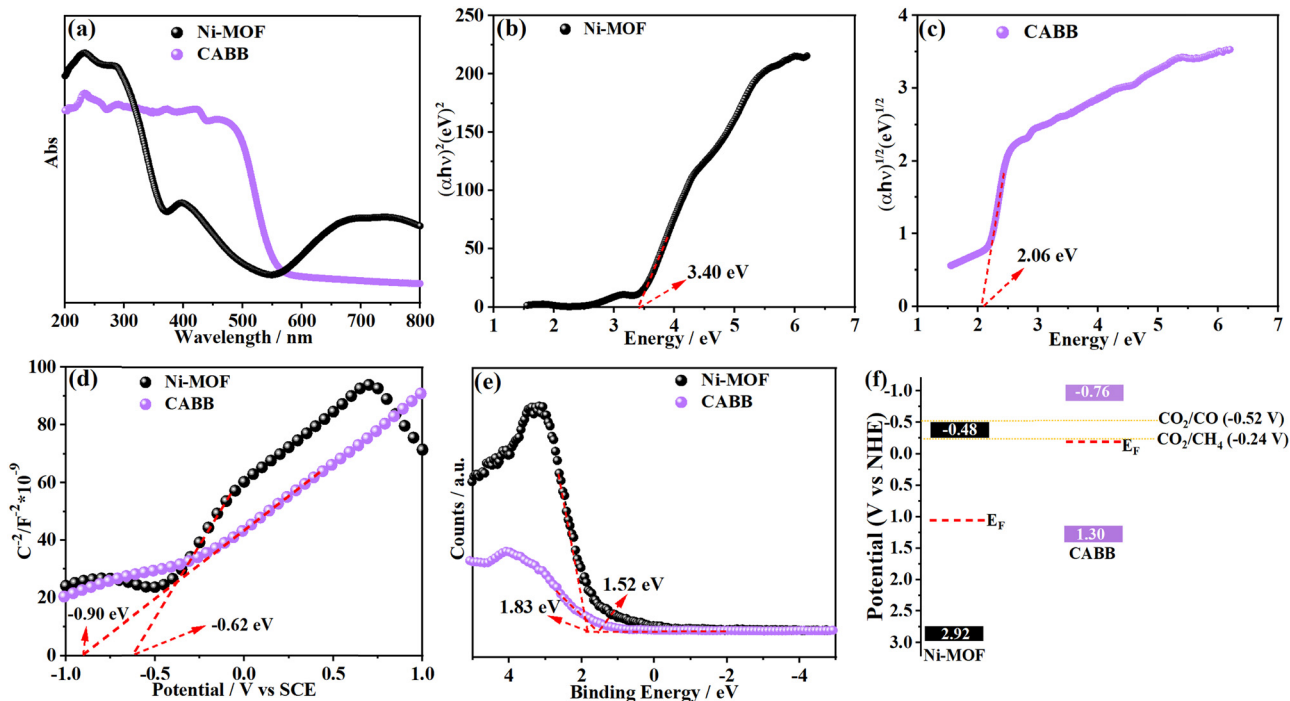 (a)
Ni-MOF
CABB
Abs
200 300 400 500 600 700 800
Wavelength / nm
(b)
Ni-MOF
(αhν)²(eV)²
250
200
150
100
50
0
3.40 eV
1 2 3 4 5 6 7
Energy / eV
(c)
CABB
(αhν)^1/2(eV)^1/2
4
3
2
1
0
2.06 eV
1 2 3 4 5 6 7
Energy / eV
(d)
Ni-MOF
CABB
C⁻²/F⁻²*10⁻⁹
100
80
60
40
20
0
-0.90 eV
-0.62 eV
-1.0 -0.5 0.0 0.5 1.0
Potential / V vs SCE
(e)
Ni-MOF
CABB
Counts / a.u.
1.83 eV
1.52 eV
4 2 0 -2 -4
Binding Energy / eV
(f)
Potential (V vs NHE)
-1.0
-0.5
0.0
0.5
1.0
1.5
2.0
2.5
3.0
-0.76
-0.48
CO₂/CO (-0.52 V)
CO₂/CH₄ (-0.24 V)
E_F
E_F
1.30
CABB
2.92
Ni-MOF